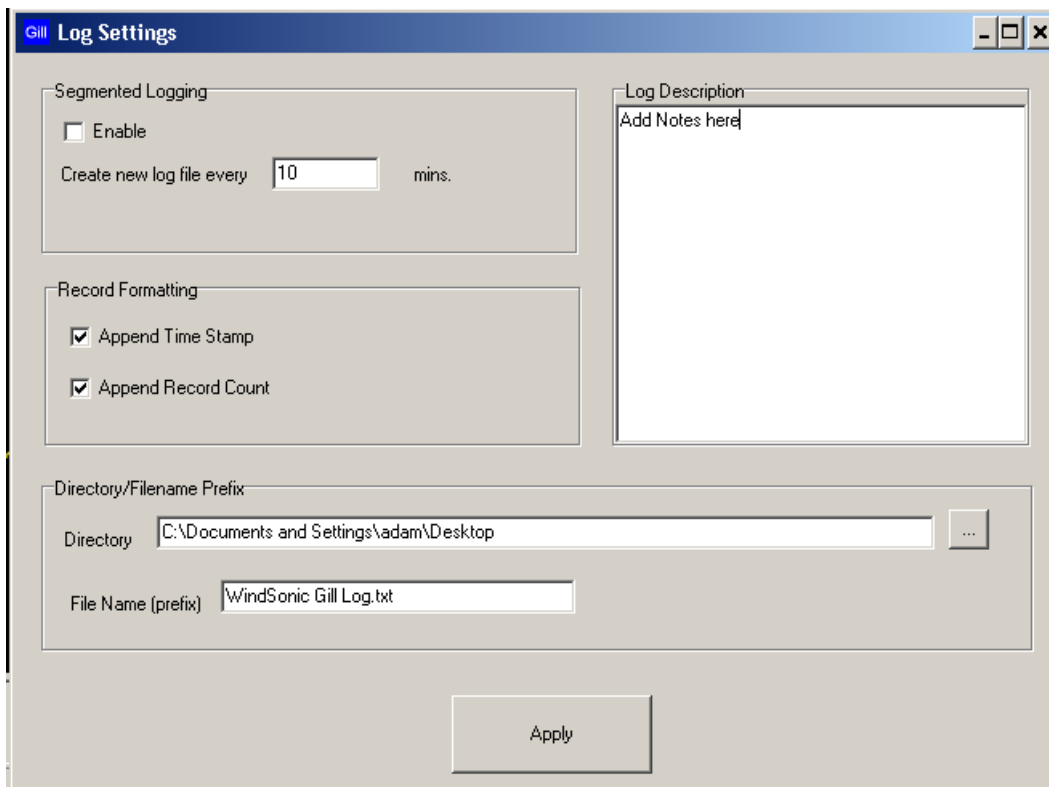 Gill Log Settings
Segmented Logging
Enable
Create new log file every 10 mins.
Record Formatting
Append Time Stamp
Append Record Count
Log Description
Add Notes here
Directory/Filename Prefix
Directory C:\Documents and Settings\adam\Desktop ...
File Name (prefix) WindSonic Gill Log.txt
Apply